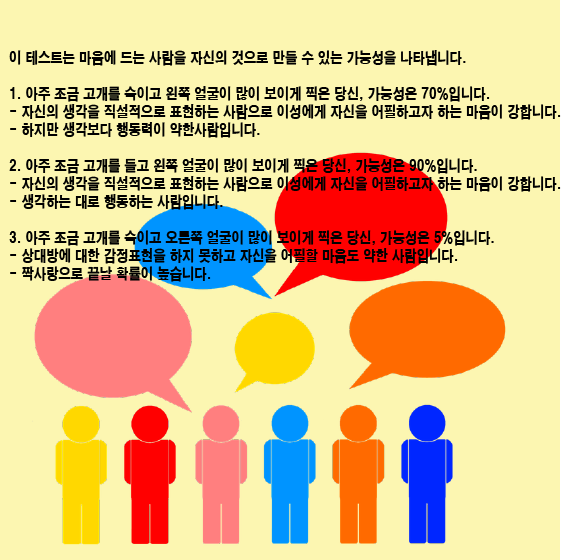 이 테스트는 마음에 드는 사람을 자신의 것으로 만들 수 있는 가능성을 나타냅니다.
1. 아주 조금 고개를 숙이고 왼쪽 얼굴이 많이 보이게 찍은 당신, 가능성은 70%입니다.
- 자신의 생각을 직설적으로 표현하는 사람으로 이성에게 자신을 어필하고자 하는 마음이 강합니다.
- 하지만 생각보다 행동력이 약한사람입니다.
2. 아주 조금 고개를 들고 왼쪽 얼굴이 많이 보이게 찍은 당신, 가능성은 90%입니다.
- 자신의 생각을 직설적으로 표현하는 사람으로 이성에게 자신을 어필하고자 하는 마음이 강합니다.
- 생각하는 대로 행동하는 사람입니다.
3. 아주 조금 고개를 숙이고 오른쪽 얼굴이 많이 보이게 찍은 당신, 가능성은 5%입니다.
- 상대방에 대한 감정표현을 하지 못하고 자신을 어필할 마음도 약한 사람입니다.
- 짝사랑으로 끝날 확률이 높습니다.